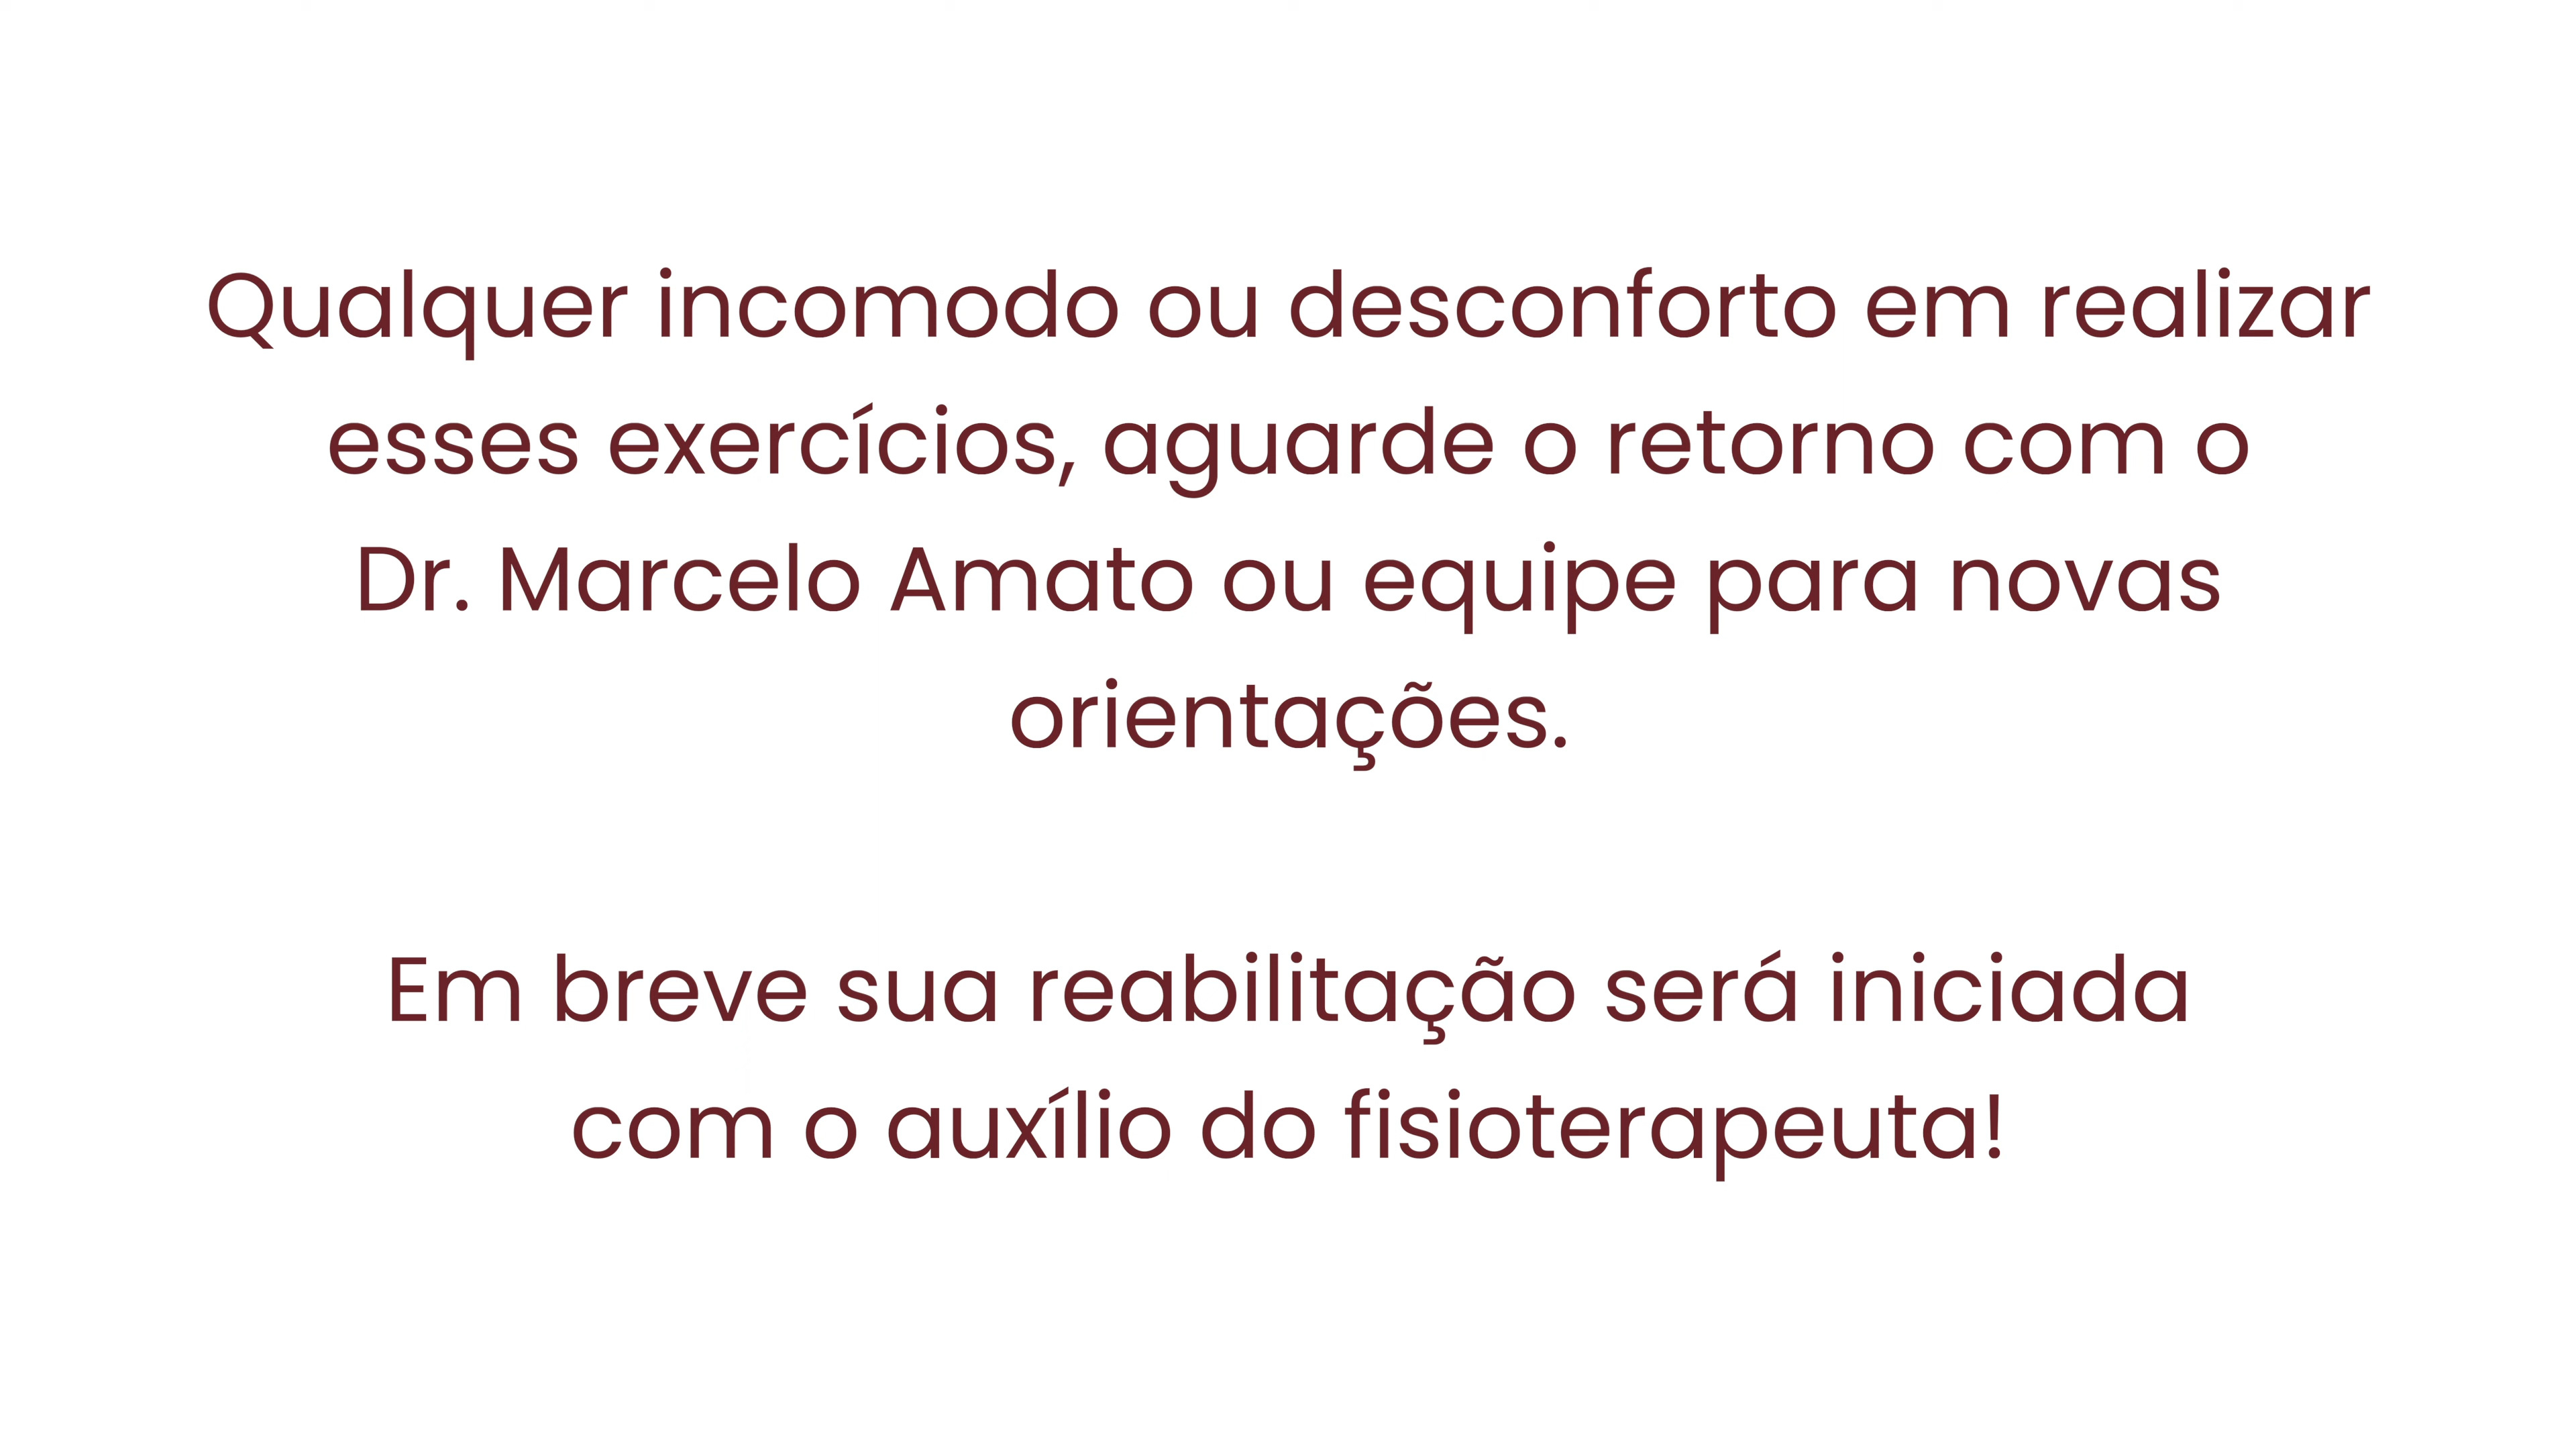 Qualquer incomodo ou desconforto em realizar
esses exercícios, aguarde o retorno com o
Dr. Marcelo Amato ou equipe para novas
orientações.
Em breve sua reabilitação será iniciada
com o auxílio do fisioterapeuta!